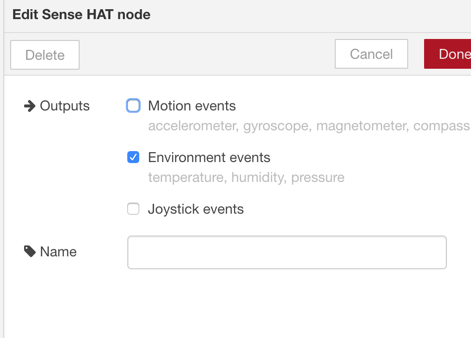 Edit Sense HAT node
Delete
Cancel
Done
Outputs
Motion events
accelerometer, gyroscope, magnetometer, compass
Environment events
temperature, humidity, pressure
Joystick events
Name